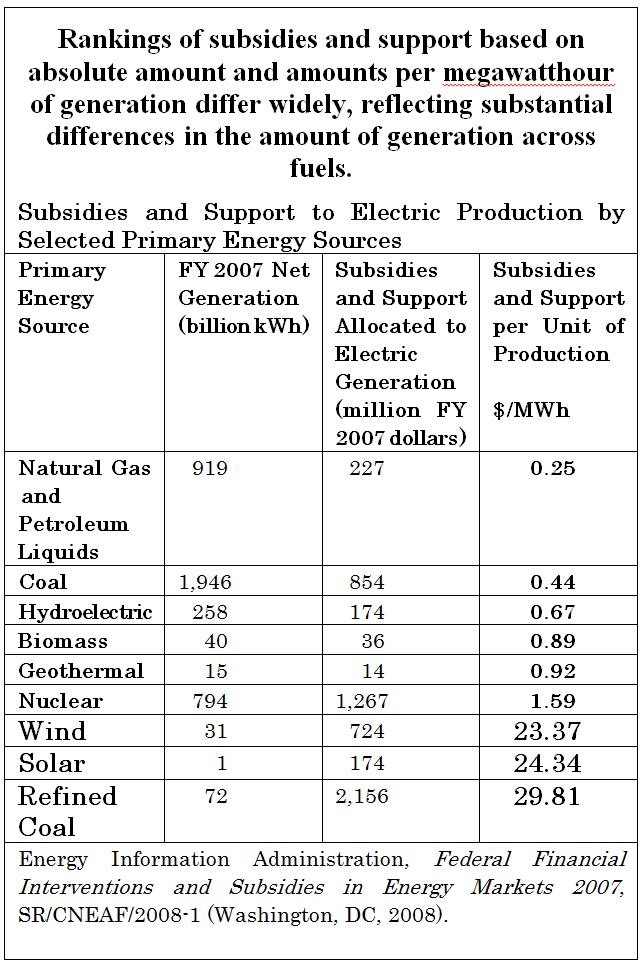 Rankings of subsidies and support based on
absolute amount and amounts per megawatthour
of generation differ widely, reflecting substantial
differences in the amount of generation across
fuels.
Subsidies and Support to Electric Production by
Selected Primary Energy Sources
Primary
Energy
Source
FY 2007 Net
Generation
(billion kWh)
Subsidies
and Support
Allocated to
Electric
Generation
(million FY
2007 dollars)
Subsidies
and Support
per Unit of
Production
$/MWh
Natural Gas
and
Petroleum
Liquids
919
227
0.25
Coal 1,946 854 0.44
Hydroelectric 258 174 0.67
Biomass 40 36 0.89
Geothermal 15 14 0.92
Nuclear 794 1,267 1.59
Wind 31 724 23.37
Solar 1 174 24.34
Refined
Coal
72
2,156
29.81
Energy Information Administration, Federal Financial
Interventions and Subsidies in Energy Markets 2007,
SR/CNEAF/2008-1 (Washington, DC, 2008).